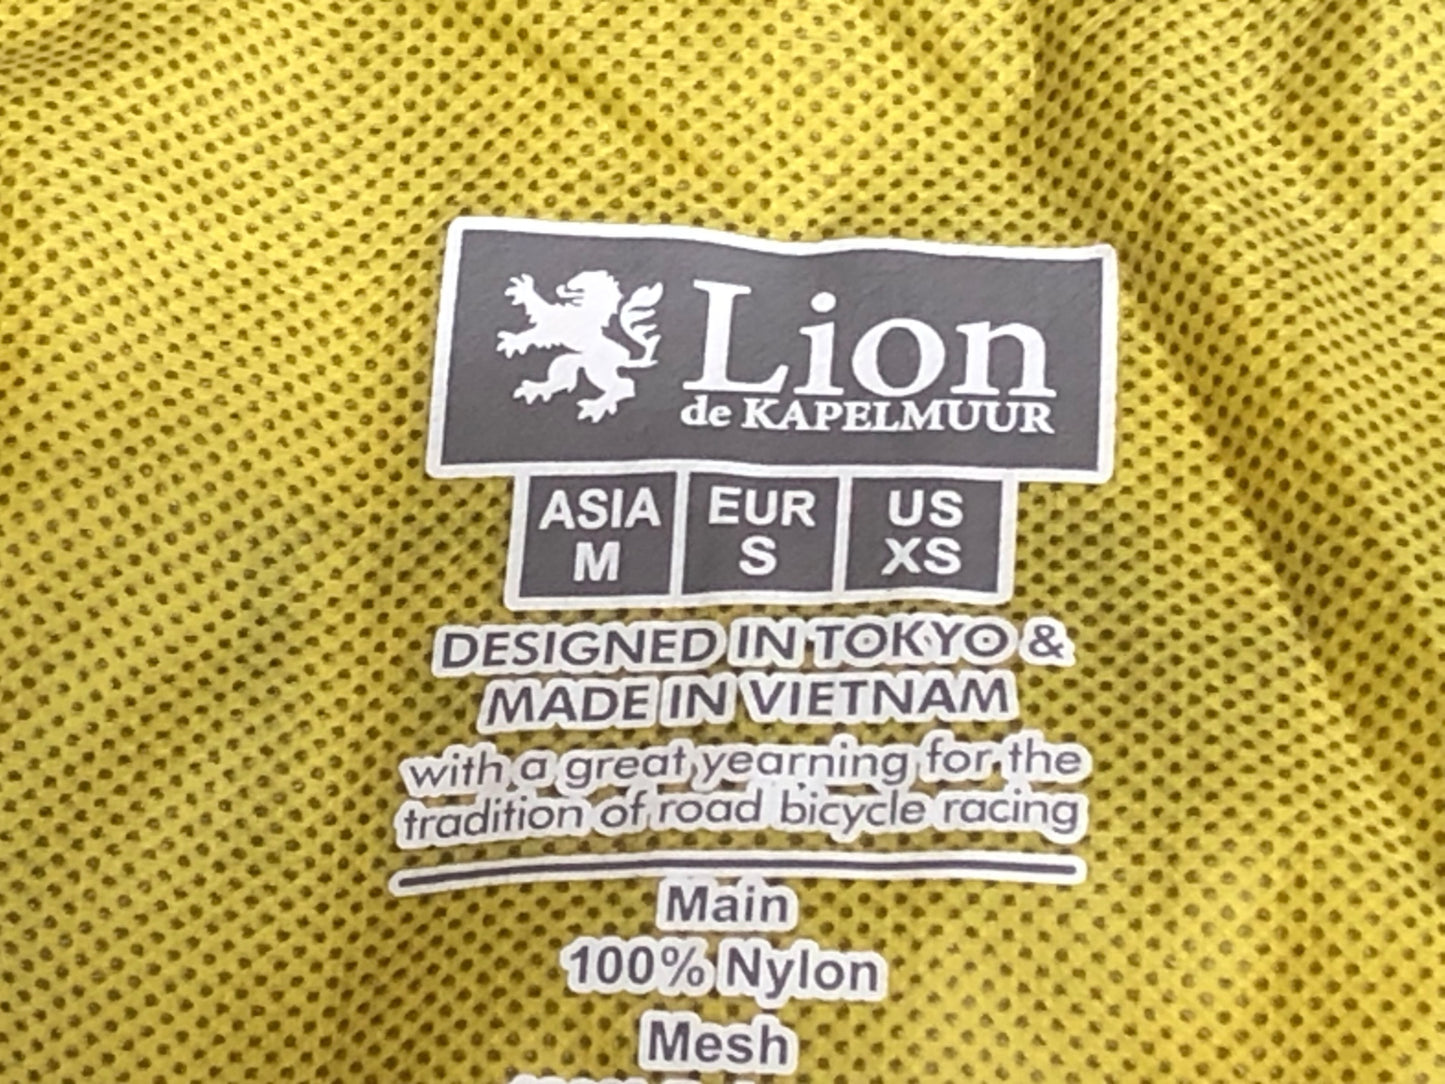 Lion
de KAPELMUUR
ASIA EUR US
M S XS
DESIGNED IN TOKYO &
MADE IN VIETNAM
with a great yearning for the
tradition of road bicycle racing
Main
100% Nylon
Mesh